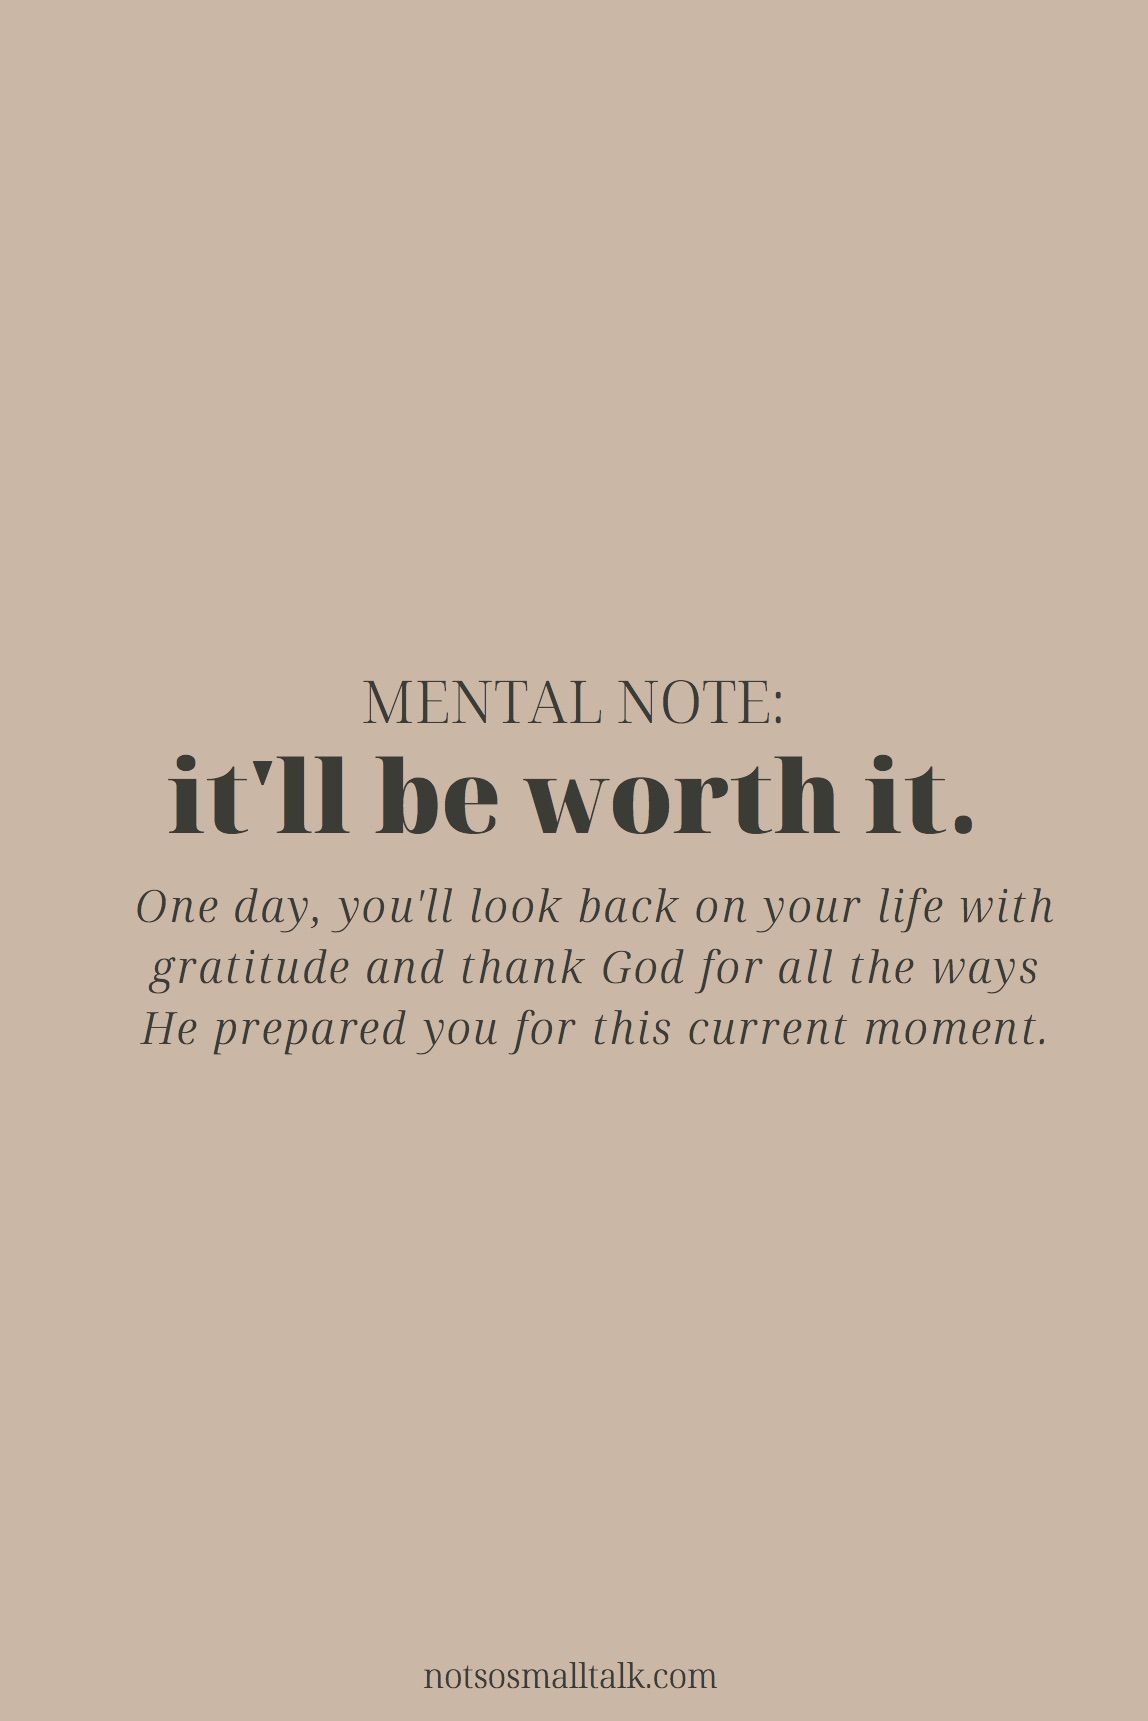 MENTAL NOTE:
it'll be worth it.
One day, you'll look back on your life with
gratitude and thank God for all the ways
He prepared you for this current moment.
notsosmalltalk.com